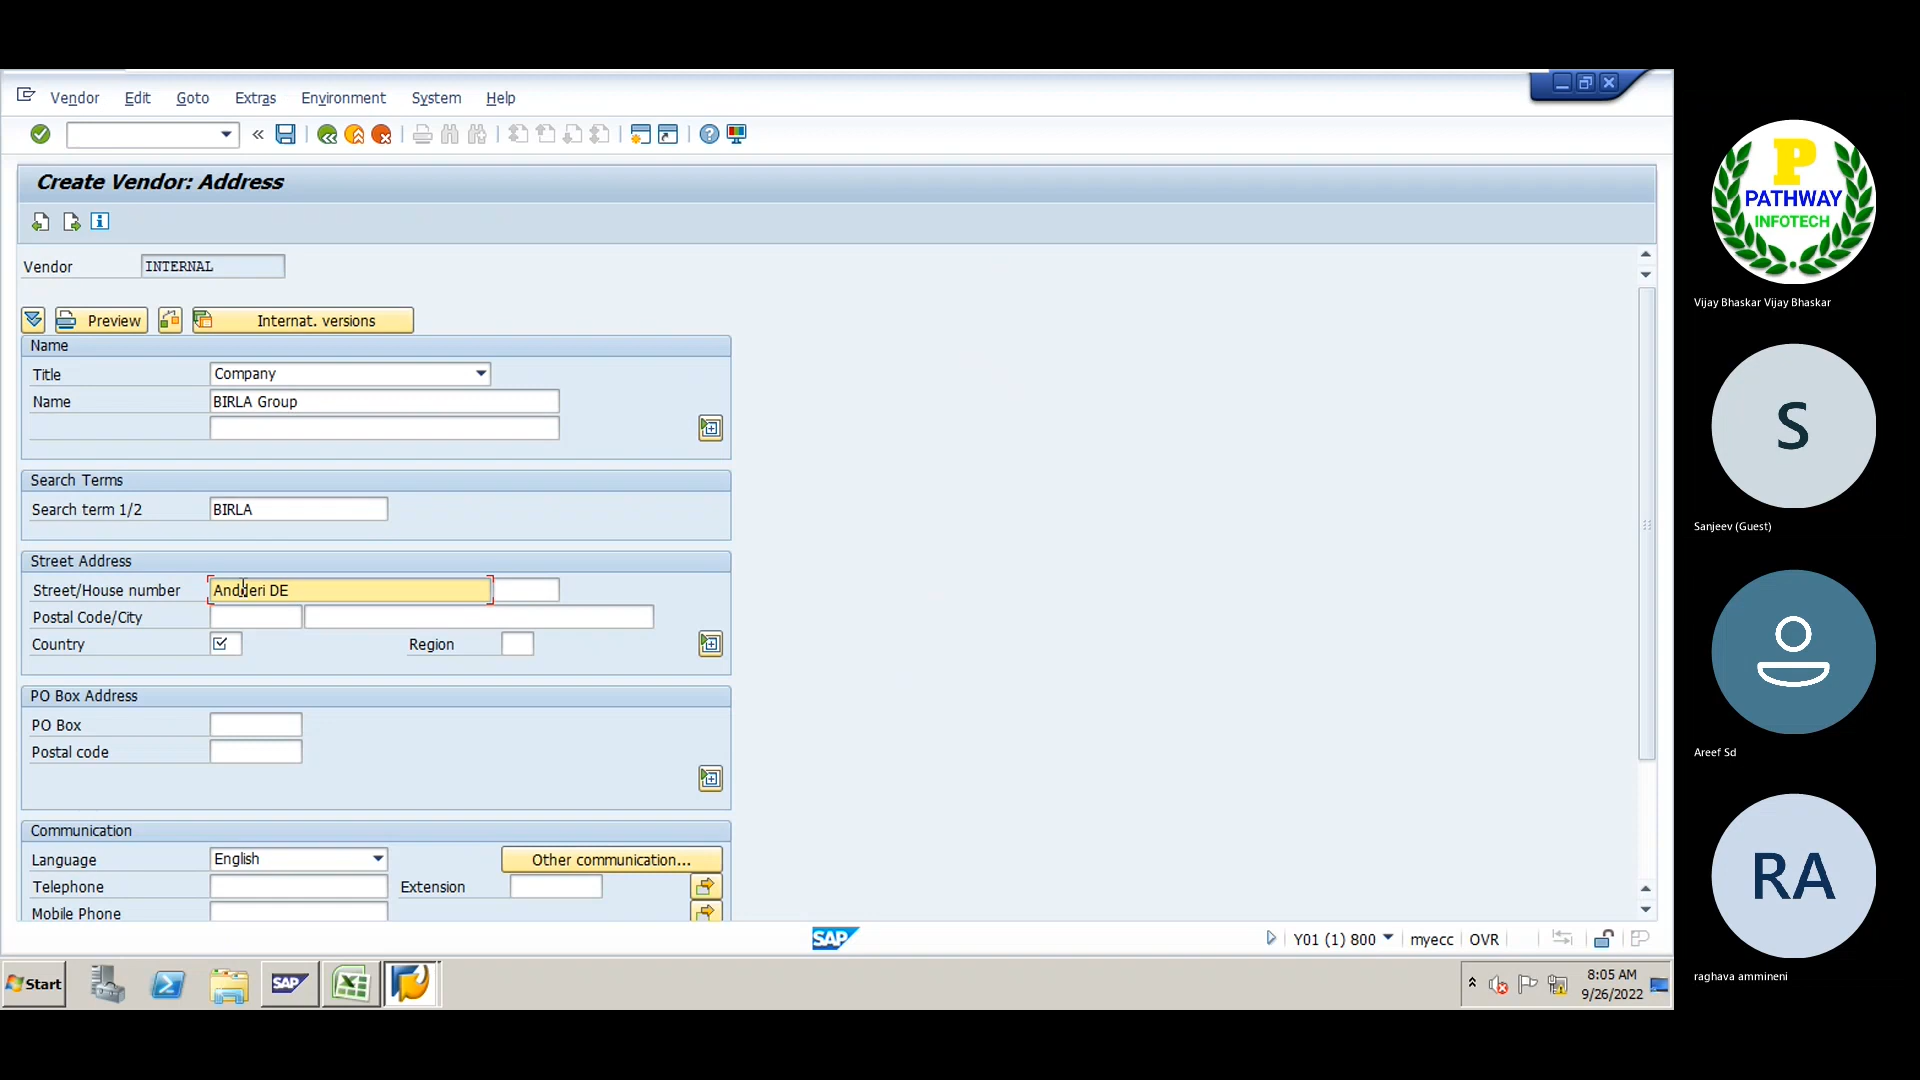 Vendor Edit Goto Extras Environment System Help
Create Vendor: Address
Vendor INTERNAL
Preview Internat. versions
Name
Title Company
Name BIRLA Group
Search Terms
Search term 1/2 BIRLA
Street Address
Street/House number Andderi DE
Postal Code/City
Country Region
PO Box Address
PO Box
Postal code
Communication
Language English Other communication...
Telephone Extension
Mobile Phone
SAP Y01 (1) 800 myecc OVR
Start SAP 8:05 AM
9/26/2022
P
PATHWAY
INFOTECH
Vijay Bhaskar Vijay Bhaskar
S
Sanjeev (Guest)
Areef Sd
RA
raghava ammineni